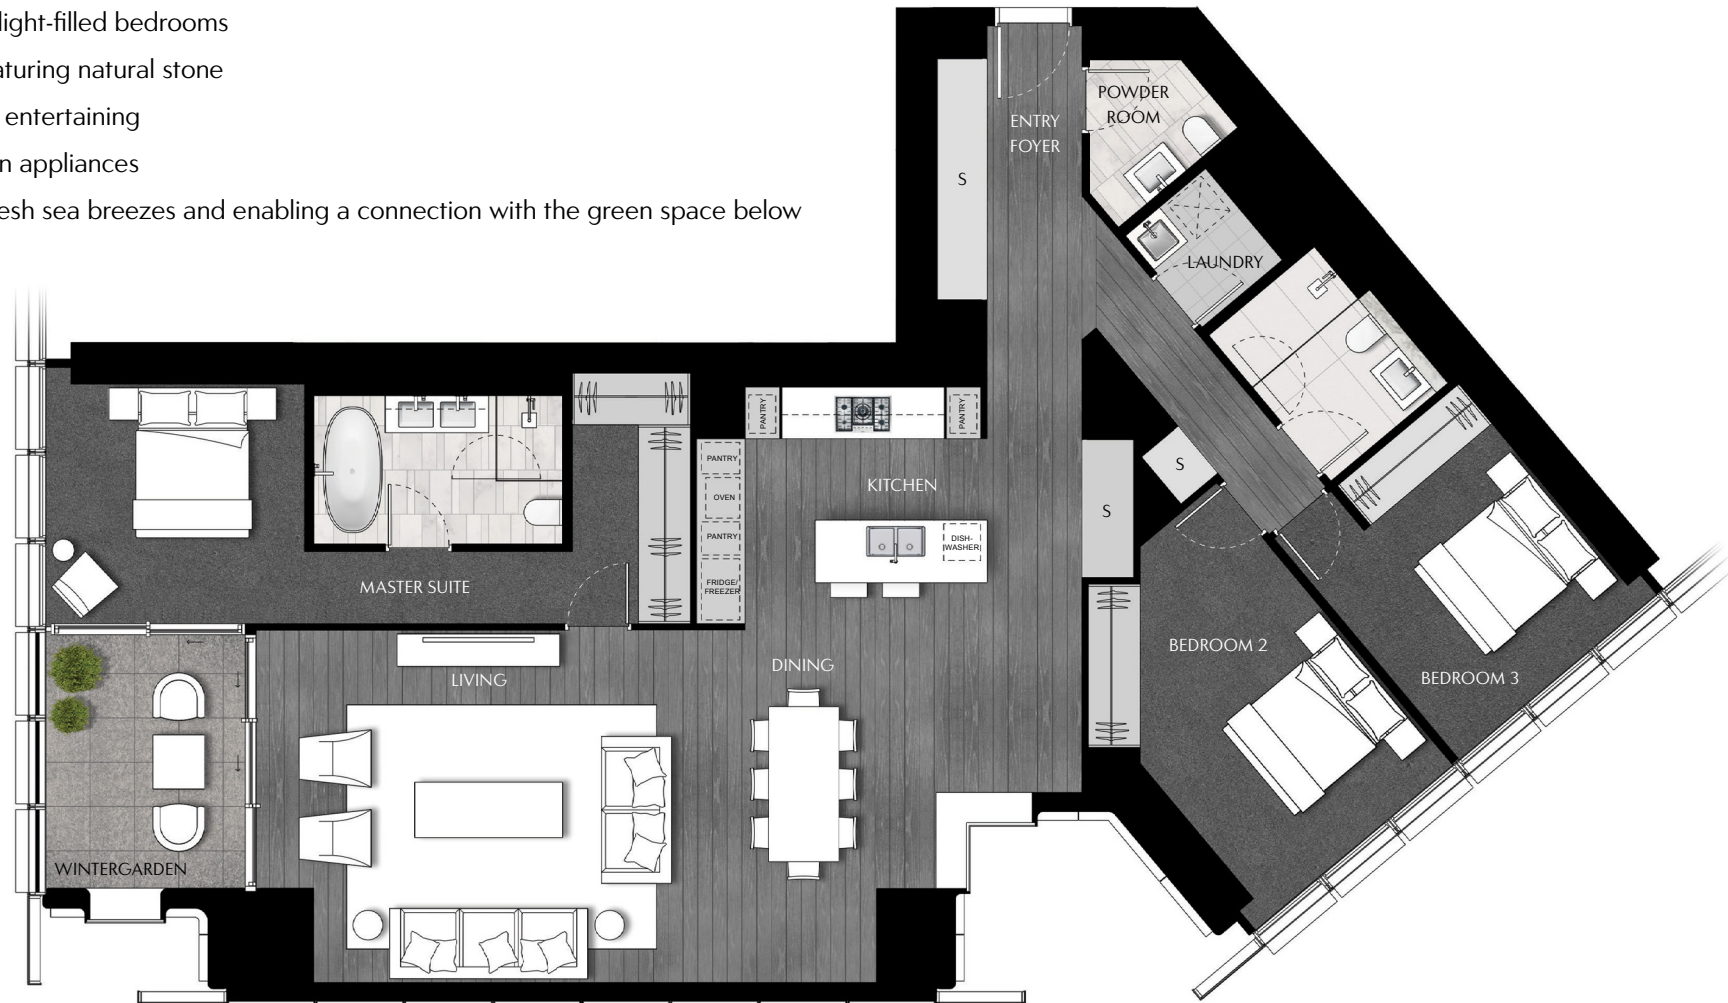 light-filled bedrooms
aturing natural stone
entertaining
n appliances
esh sea breezes and enabling a connection with the green space below
POWDER
ROOM
ENTRY
FOYER
S
LAUNDRY
PANTRY
PANTRY
PANTRY
OVEN
PANTRY
FRIDGE/
FREEZER
KITCHEN
DISH-
WASHER
S
S
MASTER SUITE
LIVING
DINING
BEDROOM 2
BEDROOM 3
WINTERGARDEN